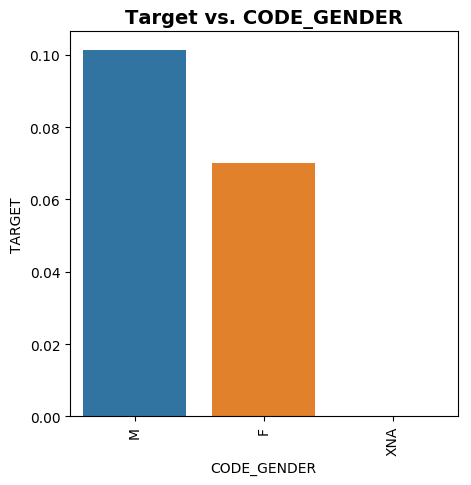 Target vs. CODE_GENDER
0.10
0.08
0.06
0.04
0.02
0.00
TARGET
M
F
XNA
CODE_GENDER